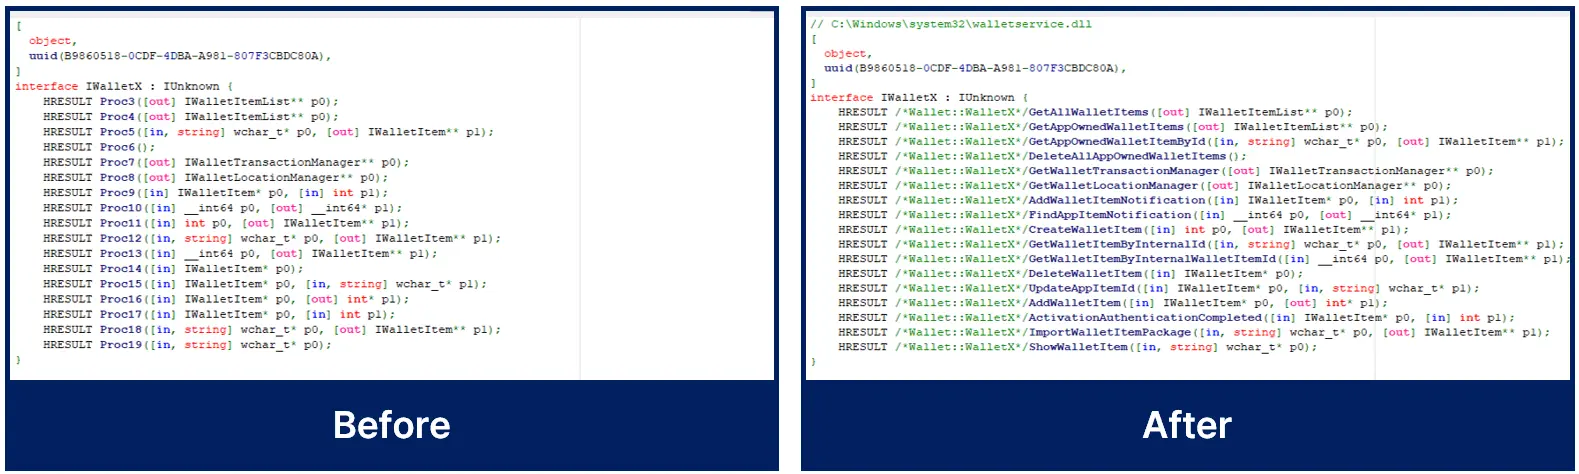 [
object,
uuid(B9860518-0CDF-4DBA-A981-807F3CBDC80A),
]
interface IWalletX : IUnknown {
HRESULT Proc3([out] IWalletItemList** p0);
HRESULT Proc4([out] IWalletItemList** p0);
HRESULT Proc5([in, string] wchar_t* p0, [out] IWalletItem** p1);
HRESULT Proc6();
HRESULT Proc7([out] IWalletTransactionManager** p0);
HRESULT Proc8([out] IWalletLocationManager** p0);
HRESULT Proc9([in] IWalletItem* p0, [in] int p1);
HRESULT Proc10([in] __int64 p0, [out] __int64* p1);
HRESULT Proc11([in] int p0, [out] IWalletItem** p1);
HRESULT Proc12([in, string] wchar_t* p0, [out] IWalletItem** p1);
HRESULT Proc13([in] __int64 p0, [out] IWalletItem** p1);
HRESULT Proc14([in] IWalletItem* p0);
HRESULT Proc15([in] IWalletItem* p0, [in, string] wchar_t* p1);
HRESULT Proc16([in] IWalletItem* p0, [out] int* p1);
HRESULT Proc17([in] IWalletItem* p0, [in] int p1);
HRESULT Proc18([in, string] wchar_t* p0, [out] IWalletItem** p1);
HRESULT Proc19([in, string] wchar_t* p0);
}
Before
// C:\Windows\system32\walletservice.dll
[
object,
uuid(B9860518-0CDF-4DBA-A981-807F3CBDC80A),
]
interface IWalletX : IUnknown {
HRESULT /*Wallet::WalletX*/GetAllWalletItems([out] IWalletItemList** p0);
HRESULT /*Wallet::WalletX*/GetAppOwnedWalletItems([out] IWalletItemList** p0);
HRESULT /*Wallet::WalletX*/GetAppOwnedWalletItemById([in, string] wchar_t* p0, [out] IWalletItem** p1);
HRESULT /*Wallet::WalletX*/DeleteAllAppOwnedWalletItems();
HRESULT /*Wallet::WalletX*/GetWalletTransactionManager([out] IWalletTransactionManager** p0);
HRESULT /*Wallet::WalletX*/GetWalletLocationManager([out] IWalletLocationManager** p0);
HRESULT /*Wallet::WalletX*/AddWalletItemNotification([in] IWalletItem* p0, [in] int p1);
HRESULT /*Wallet::WalletX*/FindAppItemNotification([in] __int64 p0, [out] __int64* p1);
HRESULT /*Wallet::WalletX*/CreateWalletItem([in] int p0, [out] IWalletItem** p1);
HRESULT /*Wallet::WalletX*/GetWalletItemByInternalId([in, string] wchar_t* p0, [out] IWalletItem** p1);
HRESULT /*Wallet::WalletX*/GetWalletItemByInternalWalletItemId([in] __int64 p0, [out] IWalletItem** p1);
HRESULT /*Wallet::WalletX*/DeleteWalletItem([in] IWalletItem* p0);
HRESULT /*Wallet::WalletX*/UpdateAppItemId([in] IWalletItem* p0, [in, string] wchar_t* p1);
HRESULT /*Wallet::WalletX*/AddWalletItem([in] IWalletItem* p0, [out] int* p1);
HRESULT /*Wallet::WalletX*/ActivationAuthenticationCompleted([in] IWalletItem* p0, [in] int p1);
HRESULT /*Wallet::WalletX*/ImportWalletItemPackage([in, string] wchar_t* p0, [out] IWalletItem** p1);
HRESULT /*Wallet::WalletX*/ShowWalletItem([in, string] wchar_t* p0);
}
After